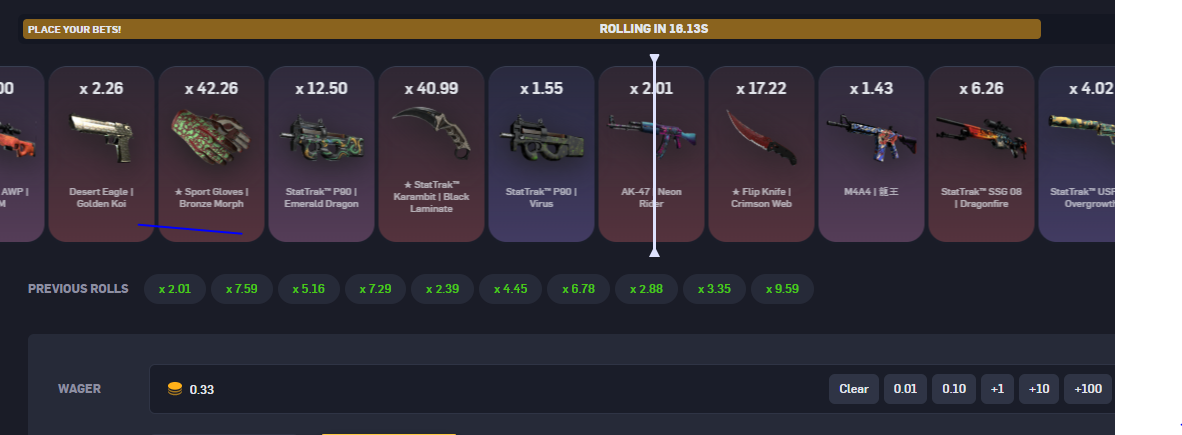 PLACE YOUR BETS!
ROLLING IN 16.13S
00
x 2.26
x 42.26
x 12.50
x 40.99
x 1.55
x 2.01
x 17.22
x 1.43
x 6.26
x 4.02
AWP |
M
Desert Eagle |
Golden Koi
★ Sport Gloves |
Bronze Morph
StatTrak™ P90 |
Emerald Dragon
★ StatTrak™
Karambit | Black
Laminate
StatTrak™ P90 |
Virus
AK-47 | Neon
Rider
★ Flip Knife |
Crimson Web
M4A4 | 龍王
StatTrak™ SSG 08
| Dragonfire
StatTrak™ USP
Overgrowth
PREVIOUS ROLLS
x 2.01
x 7.59
x 5.16
x 7.29
x 2.39
x 4.45
x 6.78
x 2.88
x 3.35
x 9.59
WAGER
0.33
Clear
0.01
0.10
+1
+10
+100